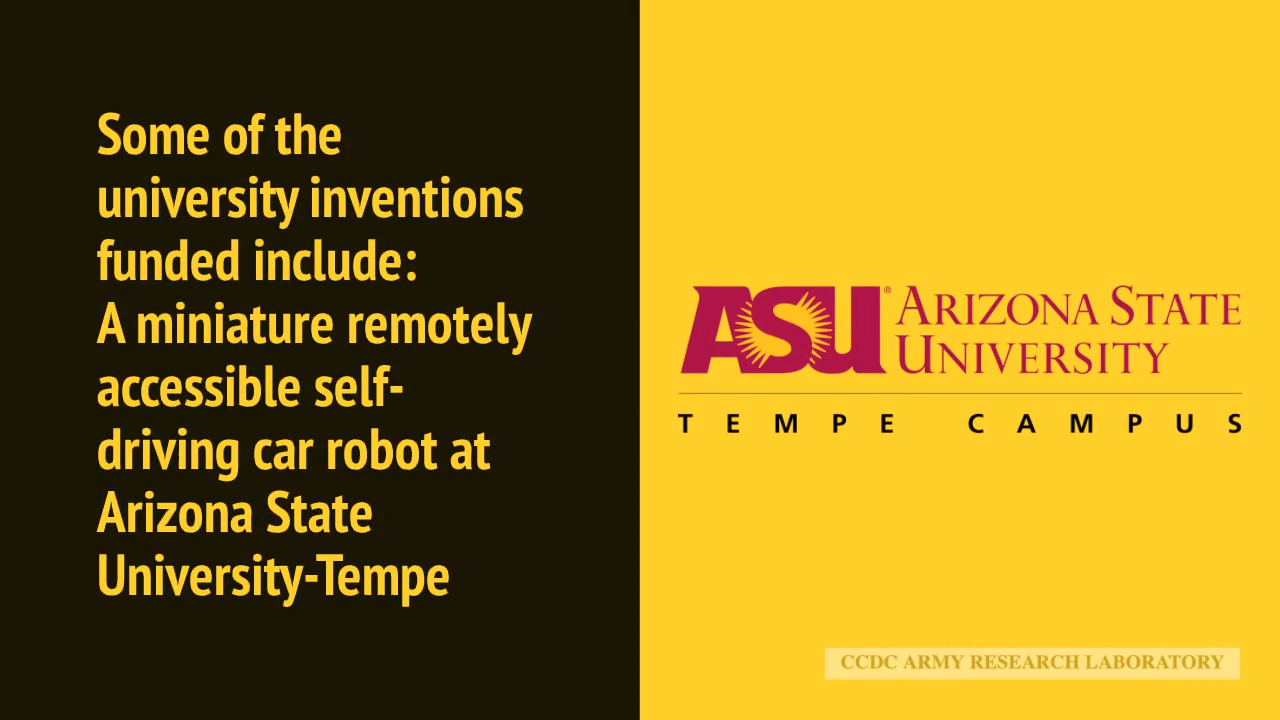 Some of the
university inventions
funded include:
A miniature remotely
accessible self-
driving car robot at
Arizona State
University-Tempe
ASU® ARIZONA STATE
UNIVERSITY
TEMPE CAMPUS
CCDC ARMY RESEARCH LABORATORY